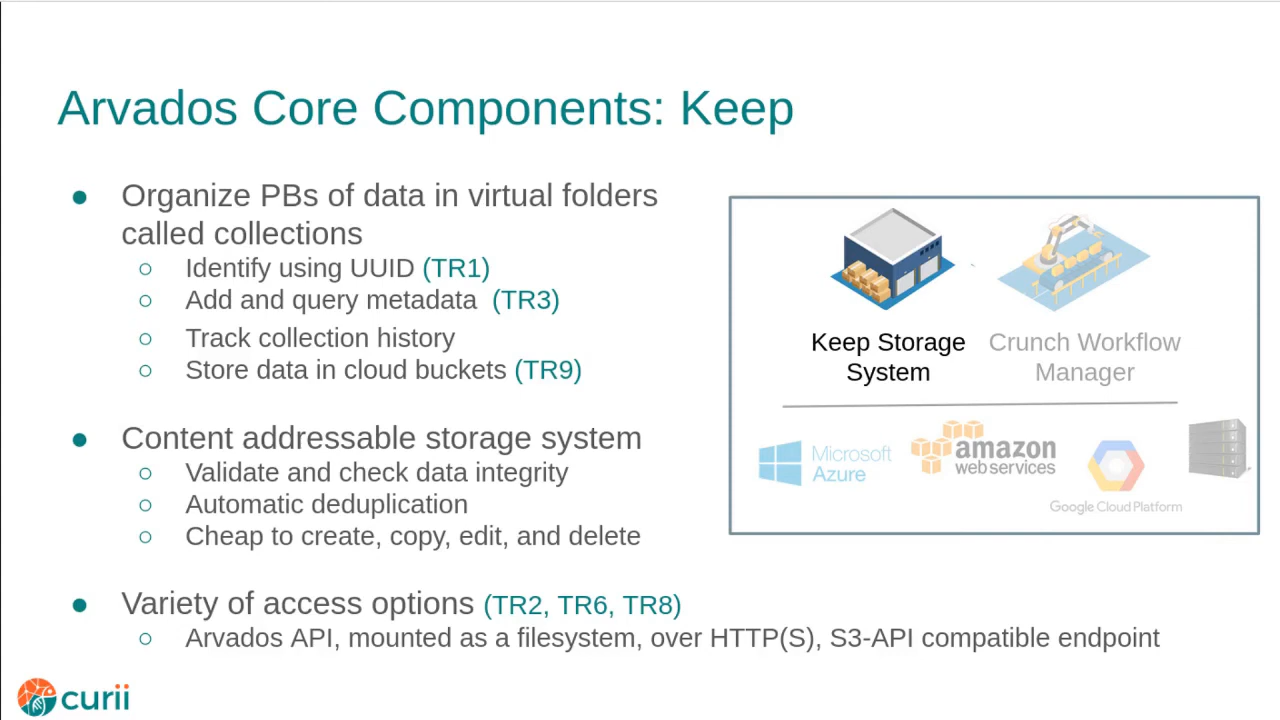 Arvados Core Components: Keep
● Organize PBs of data in virtual folders
called collections
○ Identify using UUID (TR1)
○ Add and query metadata (TR3)
○ Track collection history
○ Store data in cloud buckets (TR9)
● Content addressable storage system
○ Validate and check data integrity
○ Automatic deduplication
○ Cheap to create, copy, edit, and delete
● Variety of access options (TR2, TR6, TR8)
○ Arvados API, mounted as a filesystem, over HTTP(S), S3-API compatible endpoint
Keep Storage
System
Crunch Workflow
Manager
Microsoft
Azure
amazon
webservices
Google Cloud Platform
curii